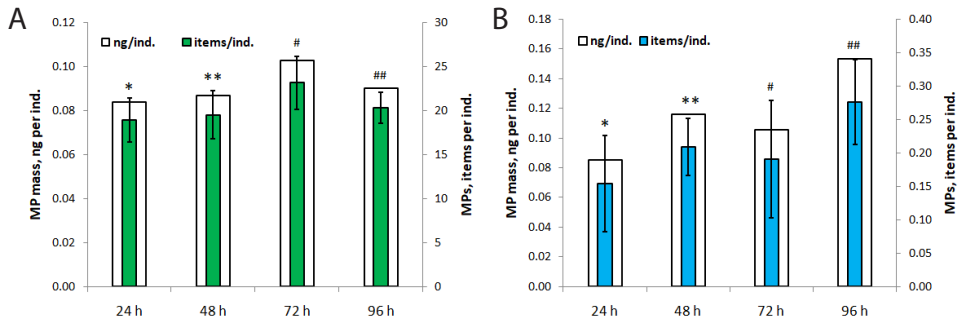 A
MP mass, ng per ind.
0.12
0.10
0.08
0.06
0.04
0.02
0.00
ng/ind. items/ind.
* ** # ##
24 h 48 h 72 h 96 h
30
25
20
15
10
5
0
MPs, items per ind.
B
MP mass, ng per ind.
0.18
0.16
0.14
0.12
0.10
0.08
0.06
0.04
0.02
0.00
ng/ind. items/ind.
* ** # ##
24 h 48 h 72 h 96 h
0.40
0.35
0.30
0.25
0.20
0.15
0.10
0.05
0.00
MPs, items per ind.